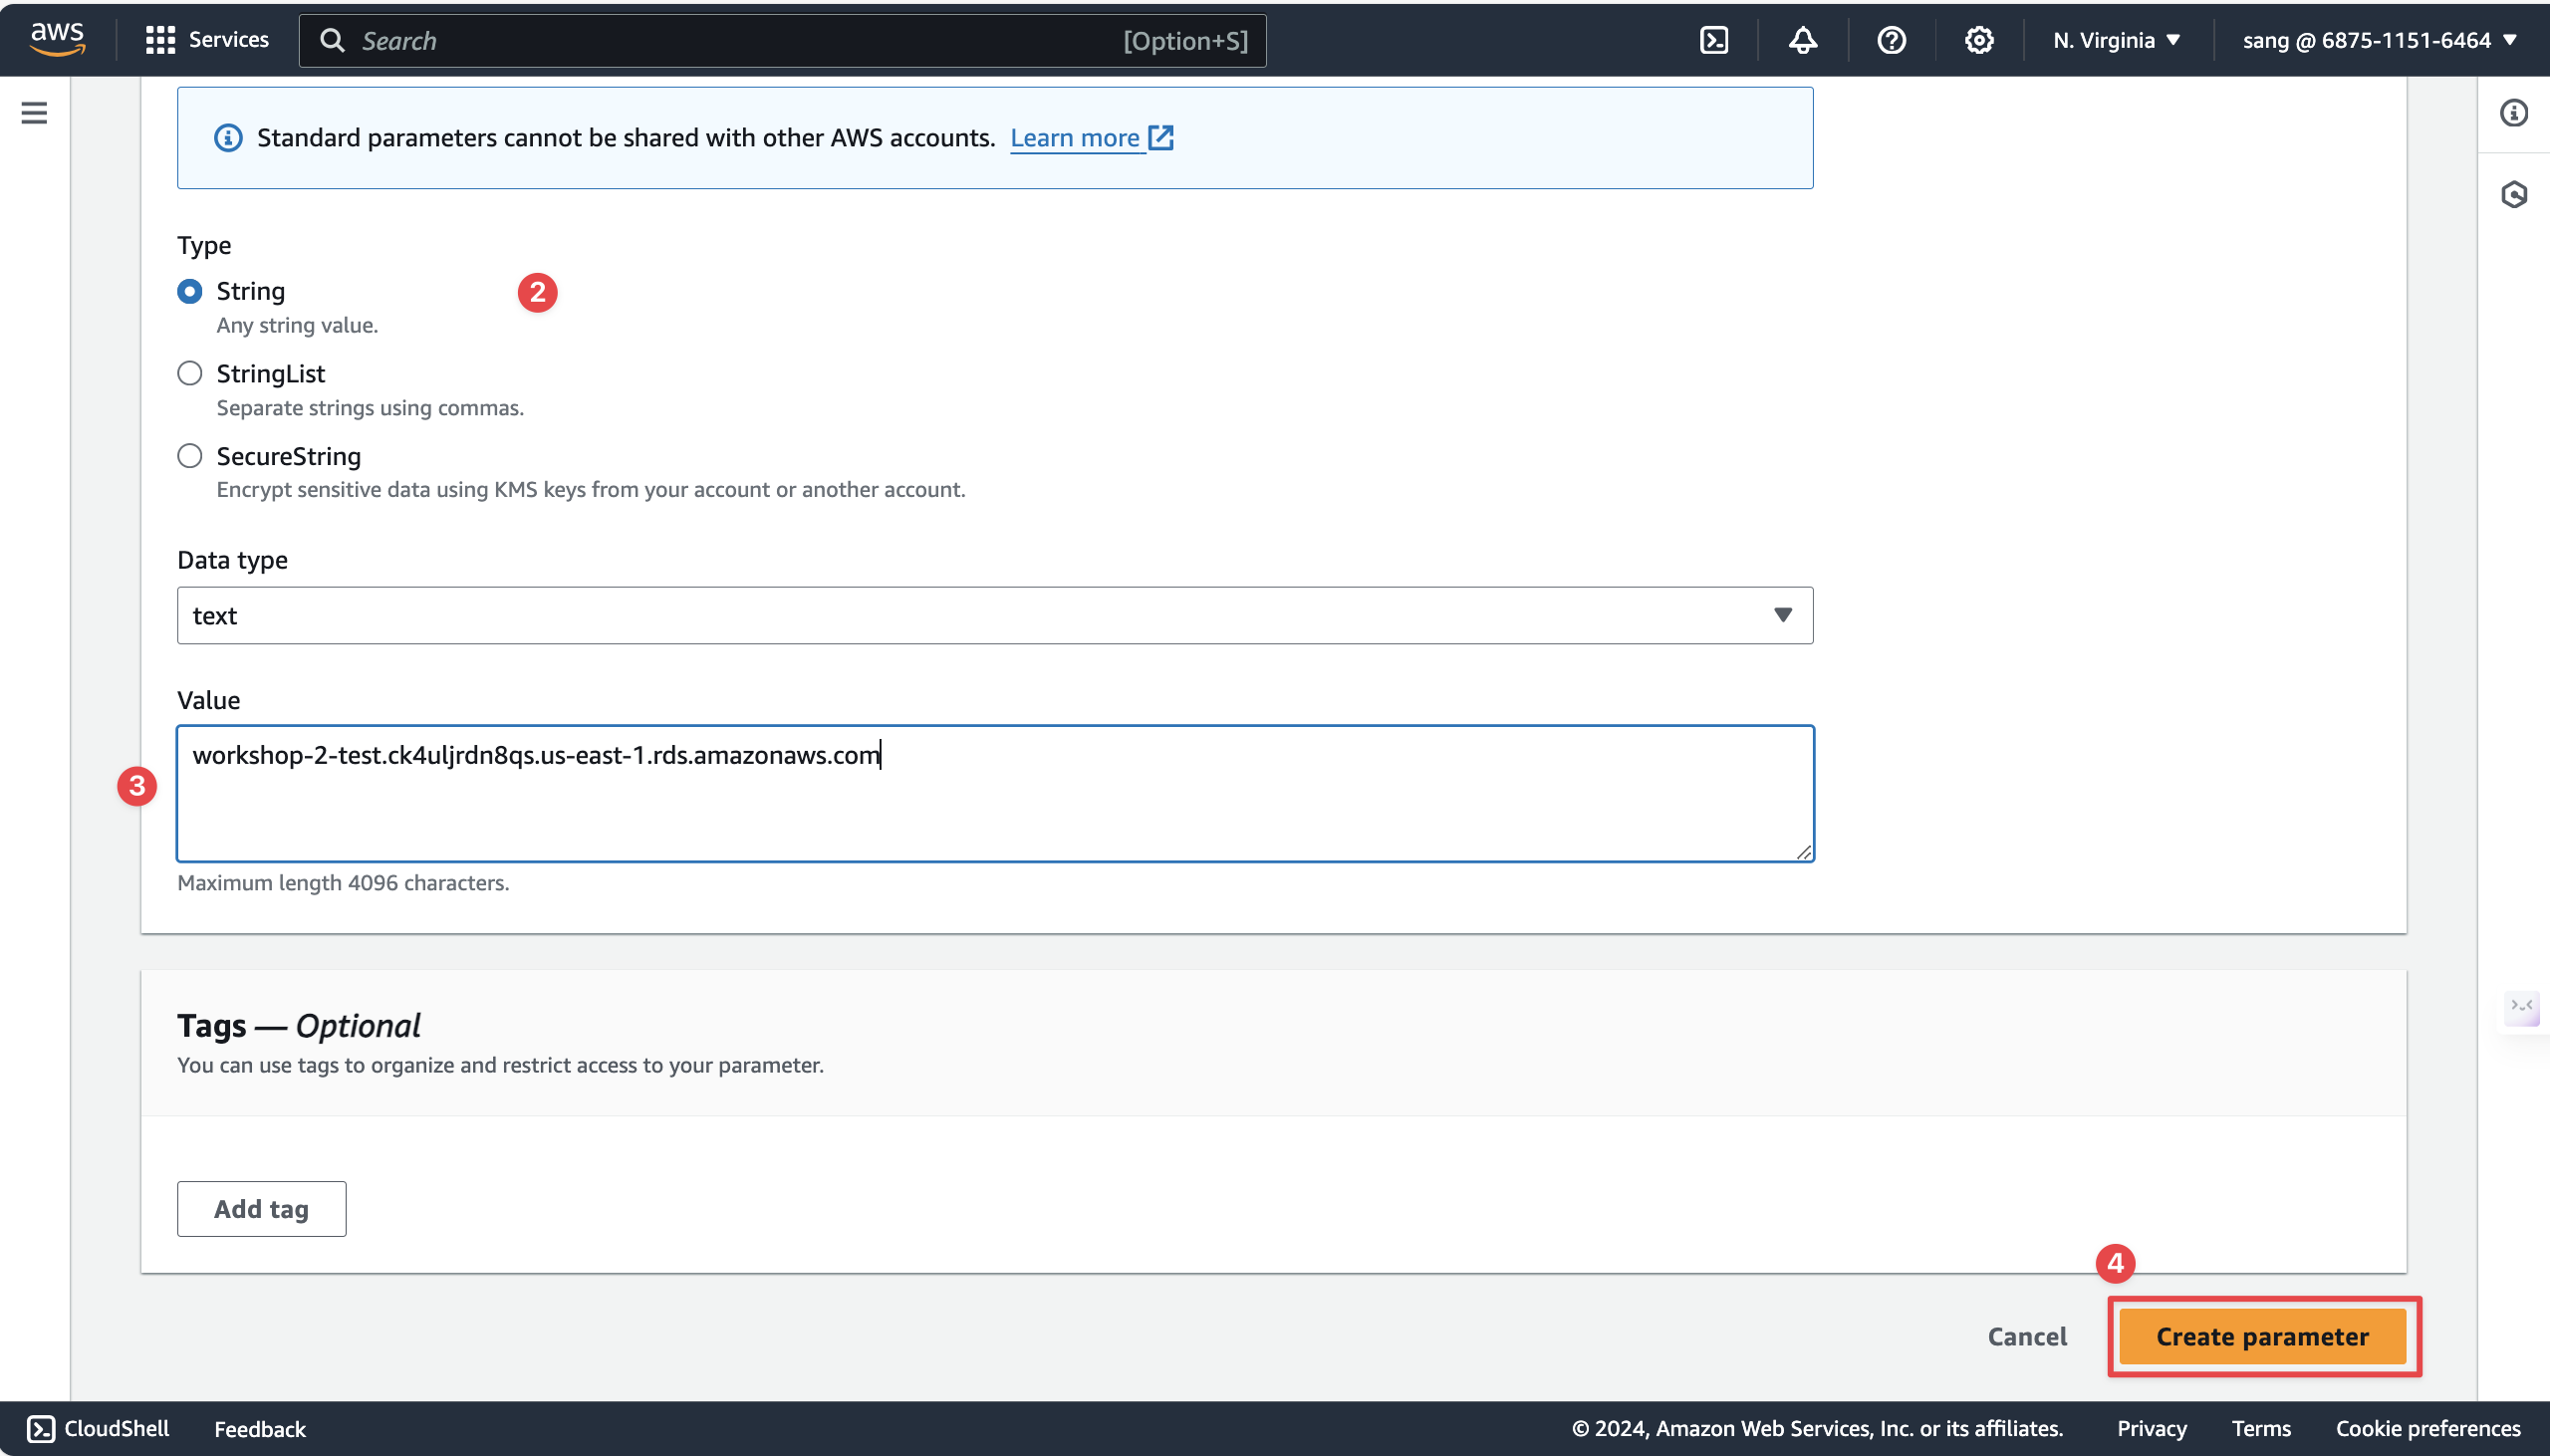 aws
Services
Search
[Option+S]
N. Virginia
sang @ 6875-1151-6464
Standard parameters cannot be shared with other AWS accounts. Learn more
Type
String
2
Any string value.
StringList
Separate strings using commas.
SecureString
Encrypt sensitive data using KMS keys from your account or another account.
Data type
text
Value
workshop-2-test.ck4uljrdn8qs.us-east-1.rds.amazonaws.com
3
Maximum length 4096 characters.
Tags — Optional
You can use tags to organize and restrict access to your parameter.
Add tag
4
Cancel
Create parameter
CloudShell
Feedback
© 2024, Amazon Web Services, Inc. or its affiliates.
Privacy
Terms
Cookie preferences